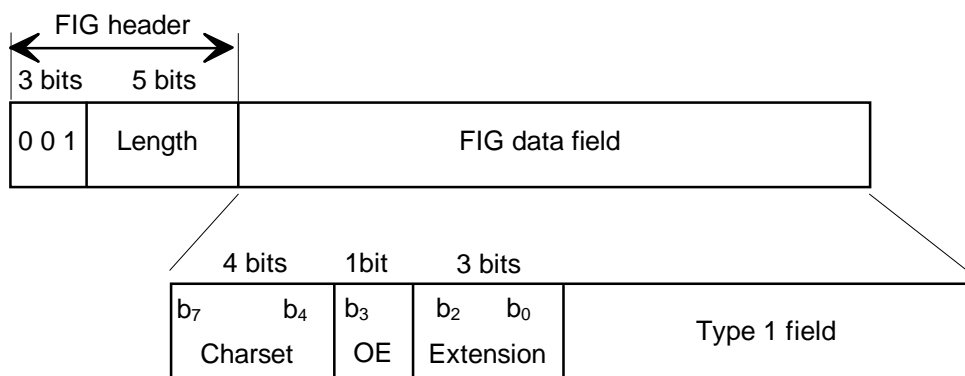 FIG header
3 bits 5 bits
0 0 1 Length FIG data field
4 bits 1bit 3 bits
b7 b4 b3 b2 b0
Charset OE Extension Type 1 field